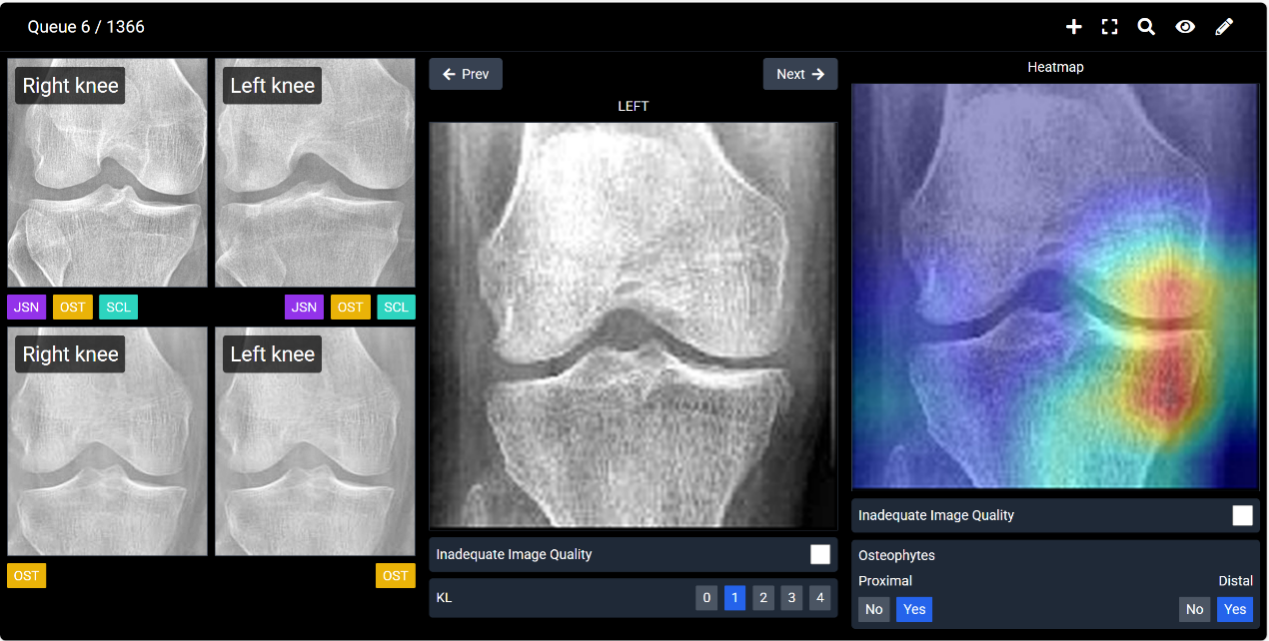 Queue 6 / 1366
Right knee
Left knee
JSN OST SCL
JSN OST SCL
Right knee
Left knee
OST
OST
Prev
Next
LEFT
Inadequate Image Quality
KL 0 1 2 3 4
Heatmap
Inadequate Image Quality
Osteophytes
Proximal Distal
No Yes No Yes